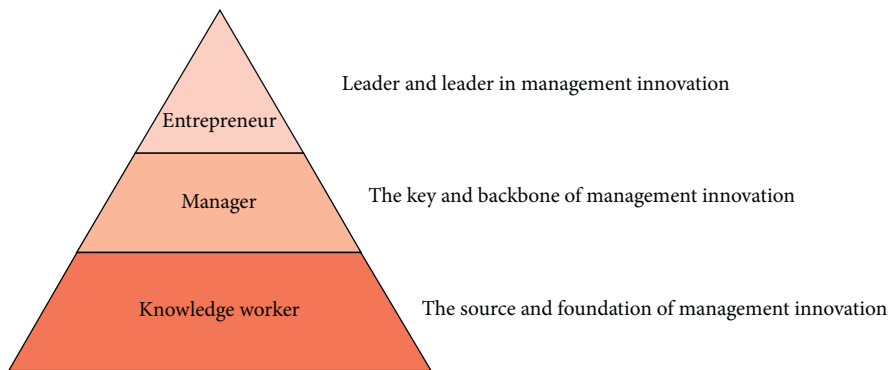 Leader and leader in management innovation
Entrepreneur
Manager
The key and backbone of management innovation
Knowledge worker
The source and foundation of management innovation